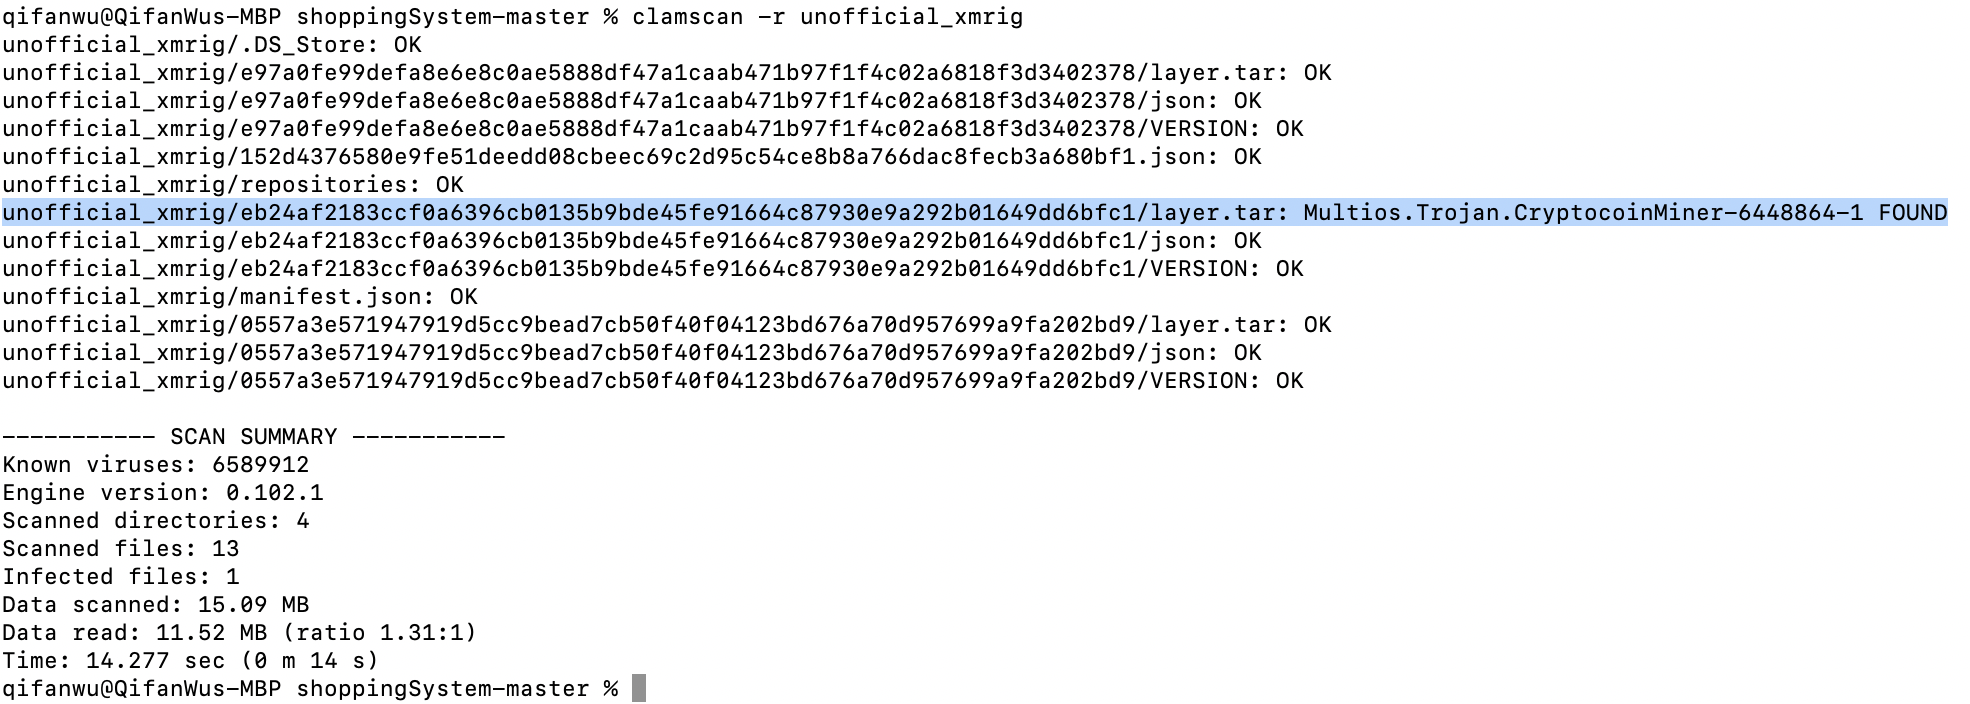 qifanwu@QifanWus-MBP shoppingSystem-master % clamscan -r unofficial_xmrig
unofficial_xmrig/.DS_Store: OK
unofficial_xmrig/e97a0fe99defa8e6e8c0ae5888df47a1caab471b97f1f4c02a6818f3d3402378/layer.tar: OK
unofficial_xmrig/e97a0fe99defa8e6e8c0ae5888df47a1caab471b97f1f4c02a6818f3d3402378/json: OK
unofficial_xmrig/e97a0fe99defa8e6e8c0ae5888df47a1caab471b97f1f4c02a6818f3d3402378/VERSION: OK
unofficial_xmrig/152d4376580e9fe51deedd08cbeec69c2d95c54ce8b8a766dac8fecb3a680bf1.json: OK
unofficial_xmrig/repositories: OK
unofficial_xmrig/eb24af2183ccf0a6396cb0135b9bde45fe91664c87930e9a292b01649dd6bfc1/layer.tar: Multios.Trojan.CryptocoinMiner-6448864-1 FOUND
unofficial_xmrig/eb24af2183ccf0a6396cb0135b9bde45fe91664c87930e9a292b01649dd6bfc1/json: OK
unofficial_xmrig/eb24af2183ccf0a6396cb0135b9bde45fe91664c87930e9a292b01649dd6bfc1/VERSION: OK
unofficial_xmrig/manifest.json: OK
unofficial_xmrig/0557a3e571947919d5cc9bead7cb50f40f04123bd676a70d957699a9fa202bd9/layer.tar: OK
unofficial_xmrig/0557a3e571947919d5cc9bead7cb50f40f04123bd676a70d957699a9fa202bd9/json: OK
unofficial_xmrig/0557a3e571947919d5cc9bead7cb50f40f04123bd676a70d957699a9fa202bd9/VERSION: OK

----------- SCAN SUMMARY -----------
Known viruses: 6589912
Engine version: 0.102.1
Scanned directories: 4
Scanned files: 13
Infected files: 1
Data scanned: 15.09 MB
Data read: 11.52 MB (ratio 1.31:1)
Time: 14.277 sec (0 m 14 s)
qifanwu@QifanWus-MBP shoppingSystem-master %